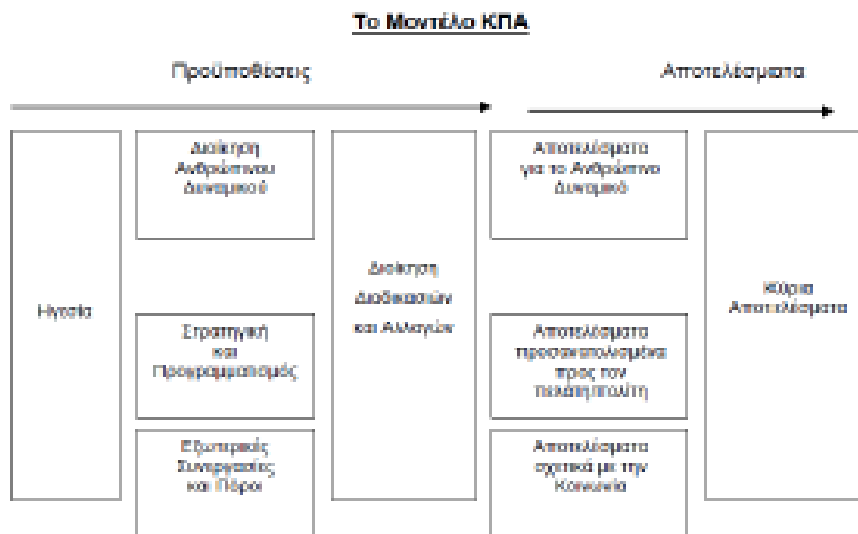 Το Μοντέλο ΚΠΑ
Προϋποθέσεις
Αποτελέσματα
Ηγεσία
Διοίκηση
Ανθρώπινου
Δυναμικού
Στρατηγική
και
Προγραμματισμός
Εξωτερικές
Συνεργασίες
και Πόροι
Διοίκηση
Διαδικασιών
και Αλλαγών
Αποτελέσματα
για το Ανθρώπινο
Δυναμικό
Αποτελέσματα
προσανατολισμένα
προς τον
πελάτη/πολίτη
Αποτελέσματα
σχετικά με την
Κοινωνία
Κύρια
Αποτελέσματα